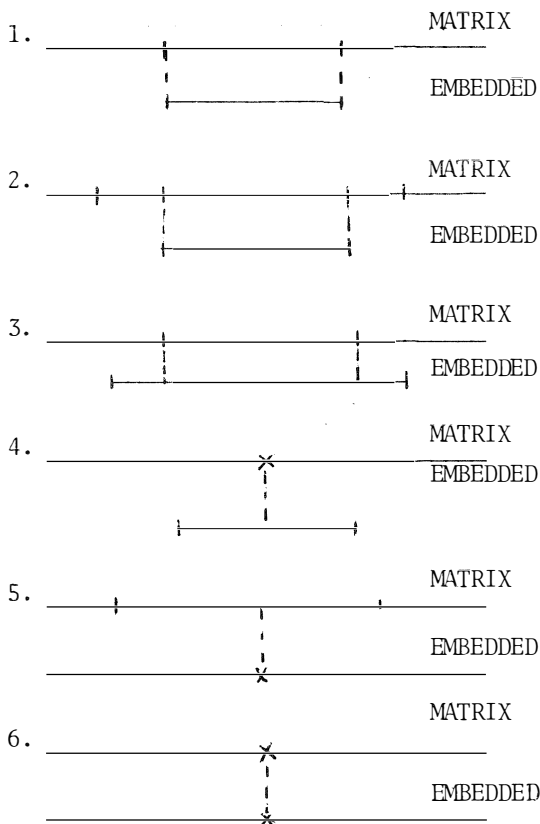 1. MATRIX
EMBEDDED
2. MATRIX
EMBEDDED
3. MATRIX
EMBEDDED
4. MATRIX
EMBEDDED
5. MATRIX
EMBEDDED
MATRIX
6.
EMBEDDED